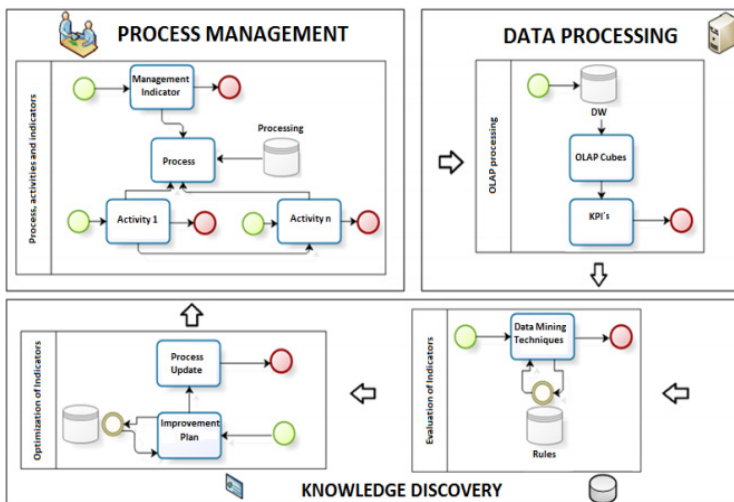 PROCESS MANAGEMENT
Process, activities and indicators
Management
Indicator
Processing
Process
Activity 1
Activity n
DATA PROCESSING
OLAP processing
DW
OLAP Cubes
KPI's
Optimization of Indicators
Process
Update
Improvement
Plan
Evaluation of Indicators
Data Mining
Techniques
Rules
KNOWLEDGE DISCOVERY